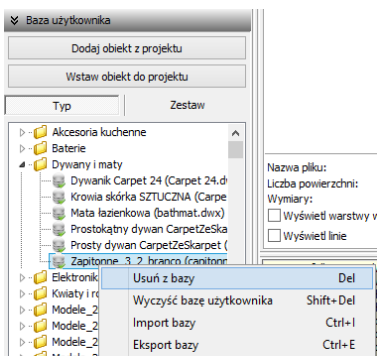 Baza użytkownika
Dodaj obiekt z projektu
Wstaw obiekt do projektu
Typ Zestaw
Akcesoria kuchenne
Baterie
Dywany i maty
Dywanik Carpet 24 (Carpet 24.d
Krowia skórka SZTUCZNA (Carpe
Mata łazienkowa (bathmat.dwx)
Prostokątny dywan CarpetZeSka
Prosty dywan CarpetZeSkarpet (
Zapitonne_3_2_branco (capitonn
Elektronik
Kwiaty i ro
Modele_2
Modele_2
Modele_2
Modele_2
Usuń z bazy Del
Wyczyść bazę użytkownika Shift+Del
Import bazy Ctrl+I
Eksport bazy Ctrl+E
Nazwa pliku:
Liczba powierzchni:
Wymiary:
Wyświetl warstwy w
Wyświetl linie